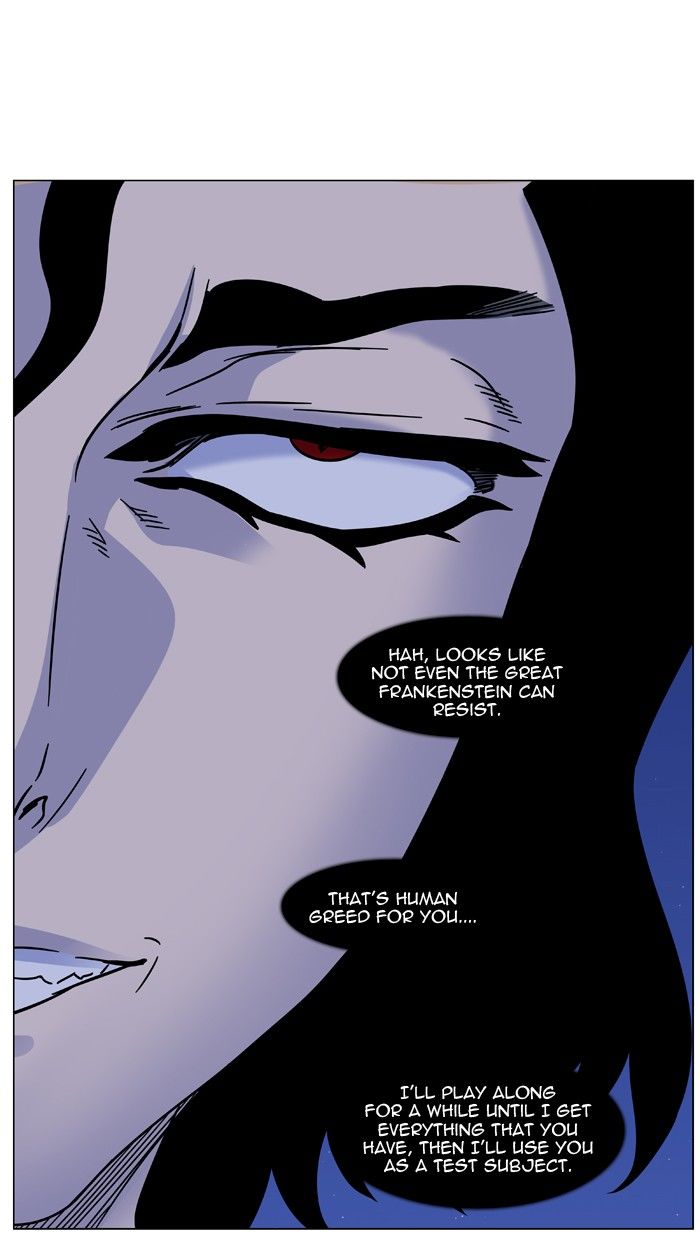 HAH, LOOKS LIKE
NOT EVEN THE GREAT
FRANKENSTEIN CAN
RESIST.
THAT'S HUMAN
GREED FOR YOU....
I'LL PLAY ALONG
FOR A WHILE UNTIL I GET
EVERYTHING THAT YOU
HAVE, THEN I'LL USE YOU
AS A TEST SUBJECT.